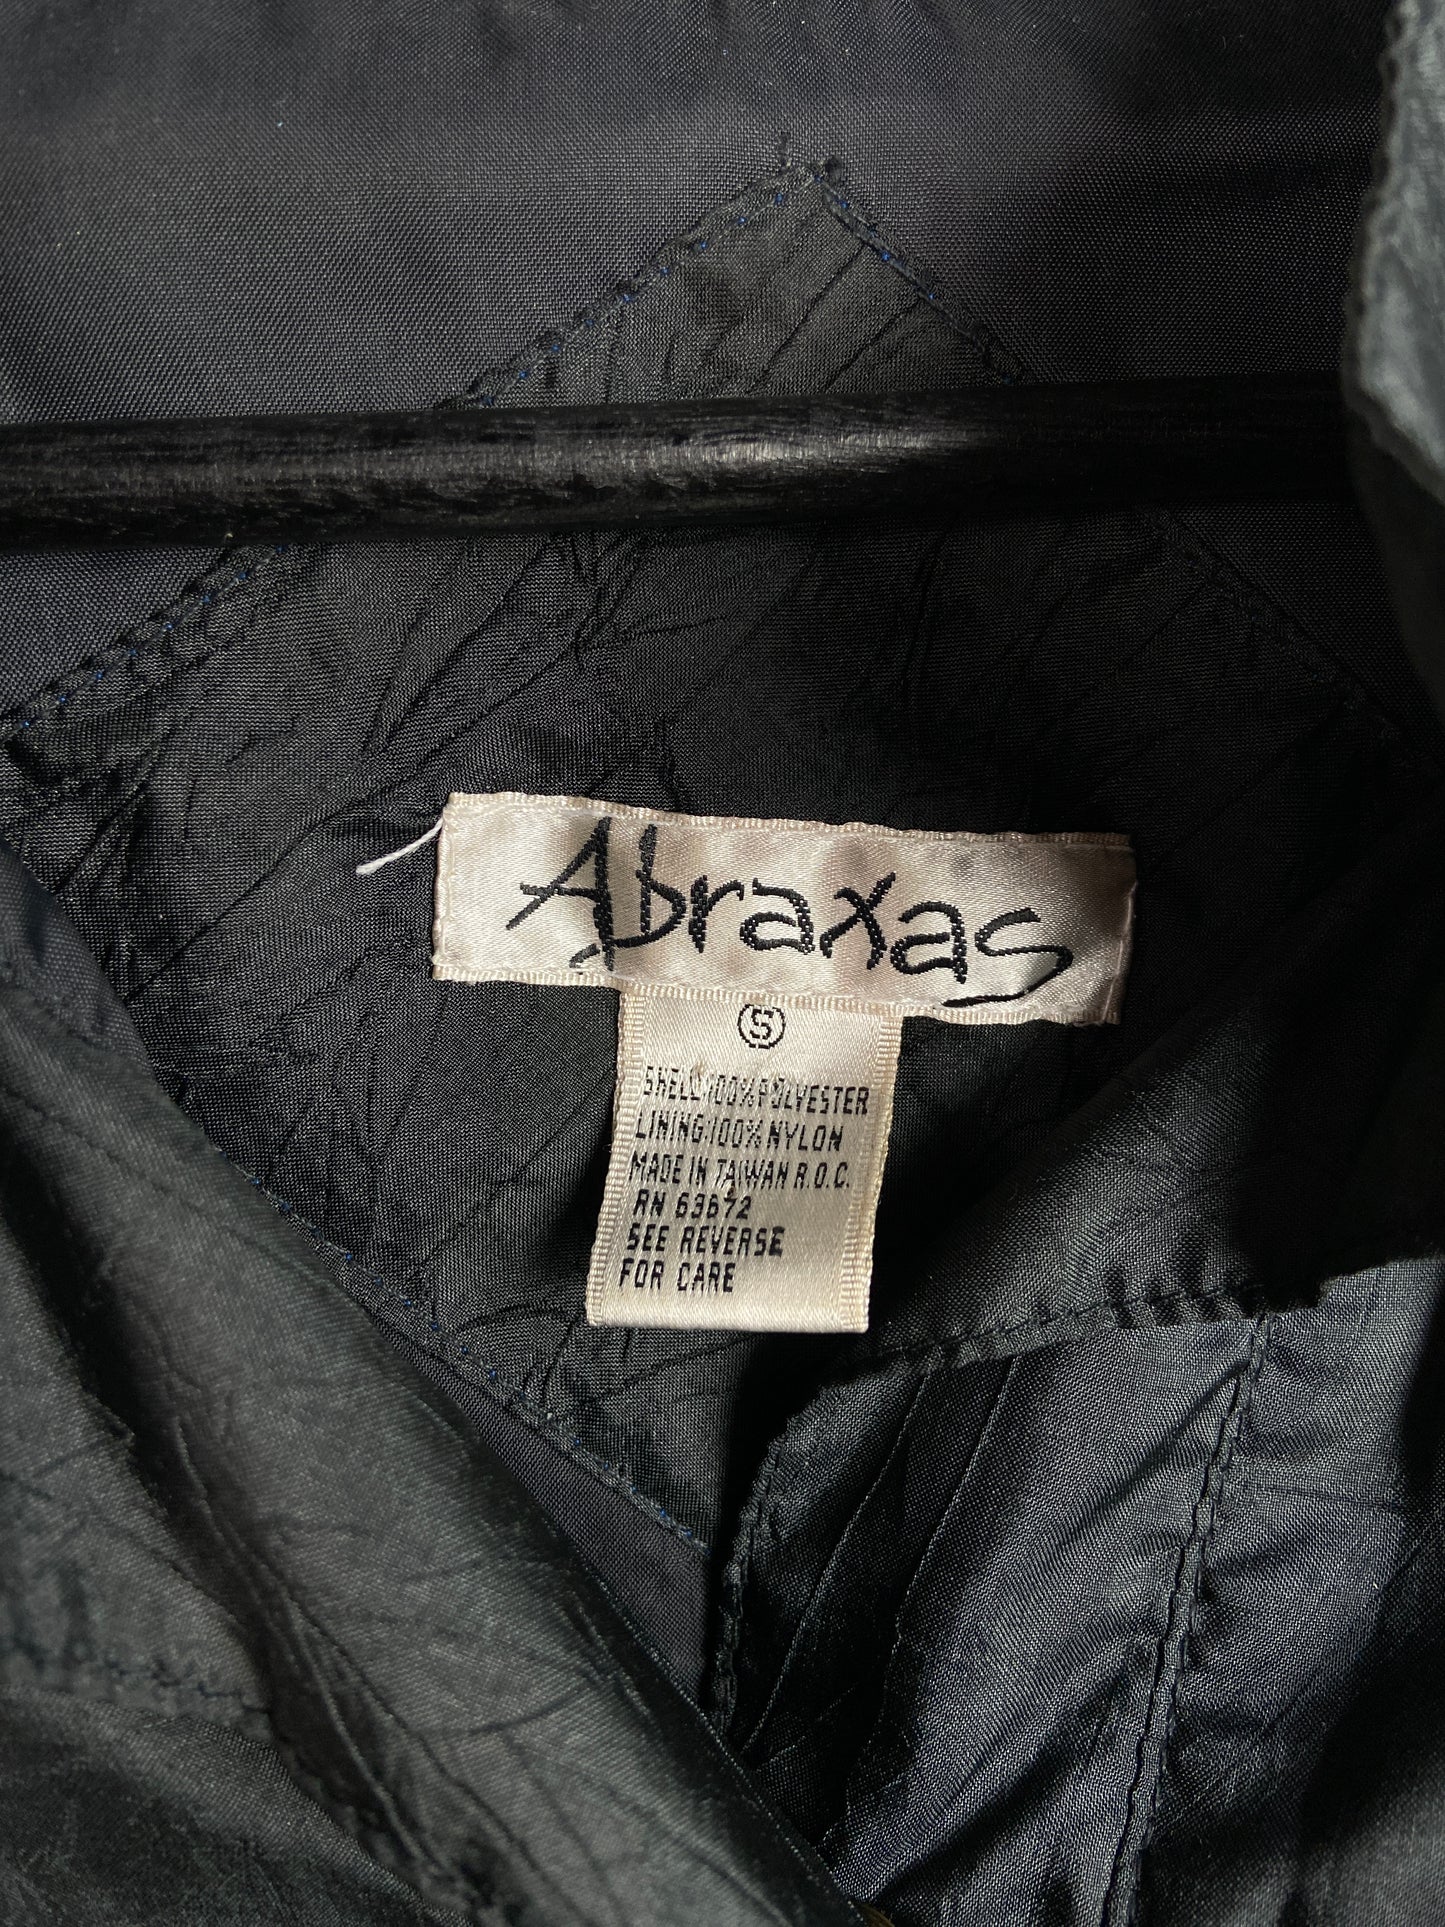 Abraxas
S
SHELL:100% POLYESTER
LINING:100% NYLON
MADE IN TAIWAN R.O.C.
RN 63672
SEE REVERSE
FOR CARE